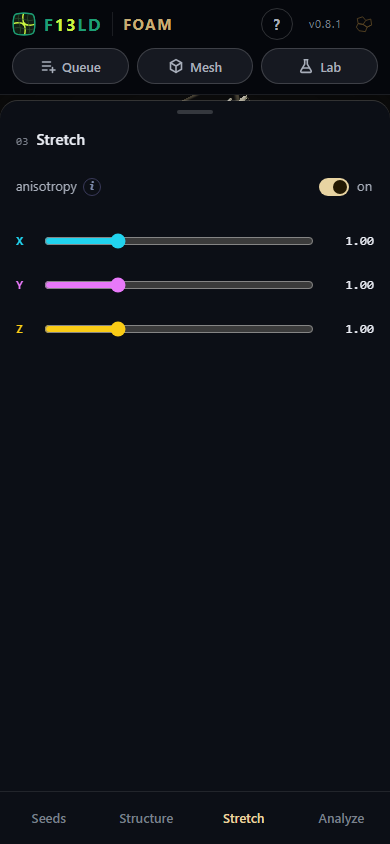 F13LD FOAM ? v0.8.1
Queue Mesh Lab
03 Stretch
anisotropy i on
X 1.00
Y 1.00
Z 1.00
Seeds Structure Stretch Analyze